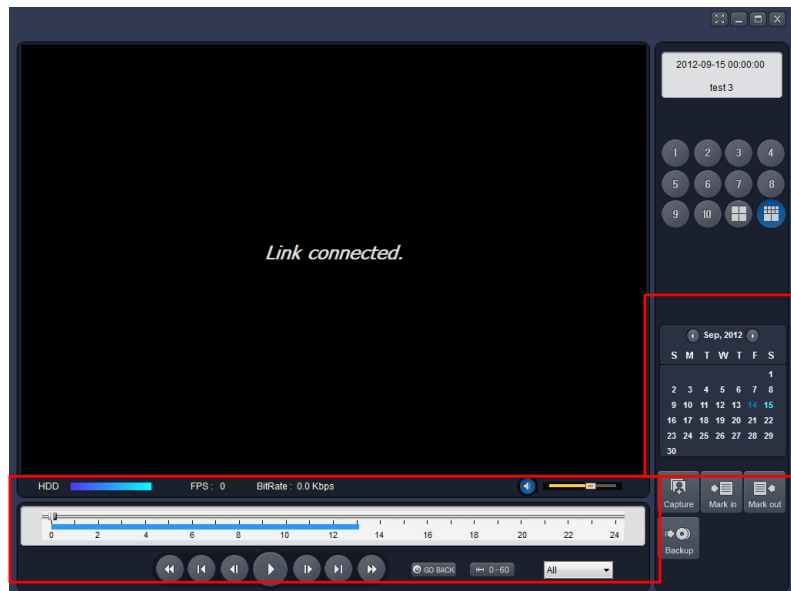 2012-09-15 00:00:00
test 3
1 2 3 4
5 6 7 8
9 10
Link connected.
Sep, 2012
S M T W T F S
1
2 3 4 5 6 7 8
9 10 11 12 13 14 15
16 17 18 19 20 21 22
23 24 25 26 27 28 29
30
HDD FPS : 0 BitRate : 0.0 Kbps
Capture Mark in Mark out
0 2 4 6 8 10 12 14 16 18 20 22 24
Backup
GO BACK 0-60 All